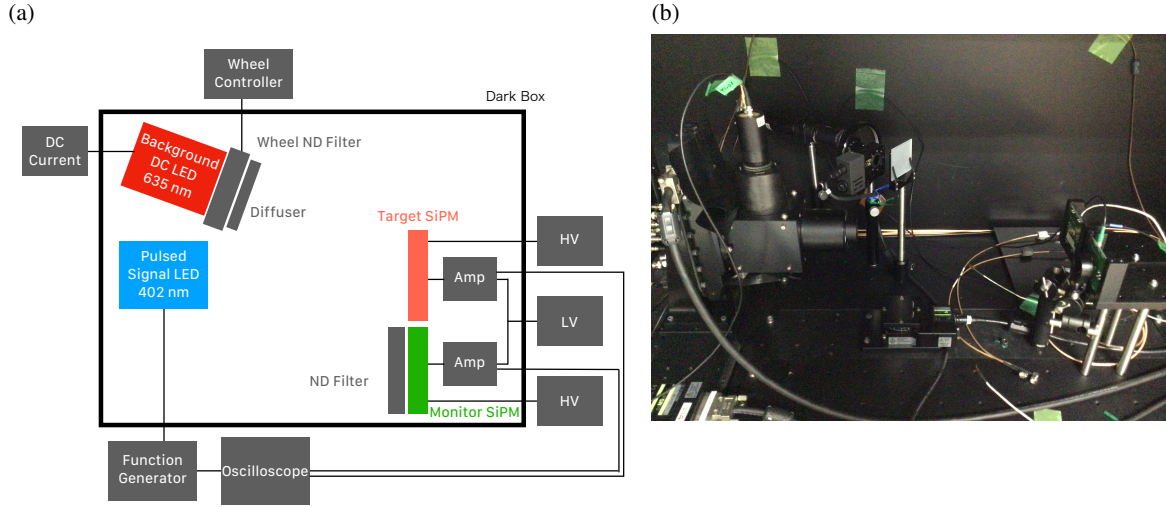 (a)
(b)
Wheel
Controller
Dark Box
DC
Current
Background
DC LED
635 nm
Wheel ND Filter
Diffuser
Target SiPM
HV
Pulsed
Signal LED
402 nm
Amp
LV
Amp
ND Filter
HV
Monitor SiPM
Function
Generator
Oscilloscope